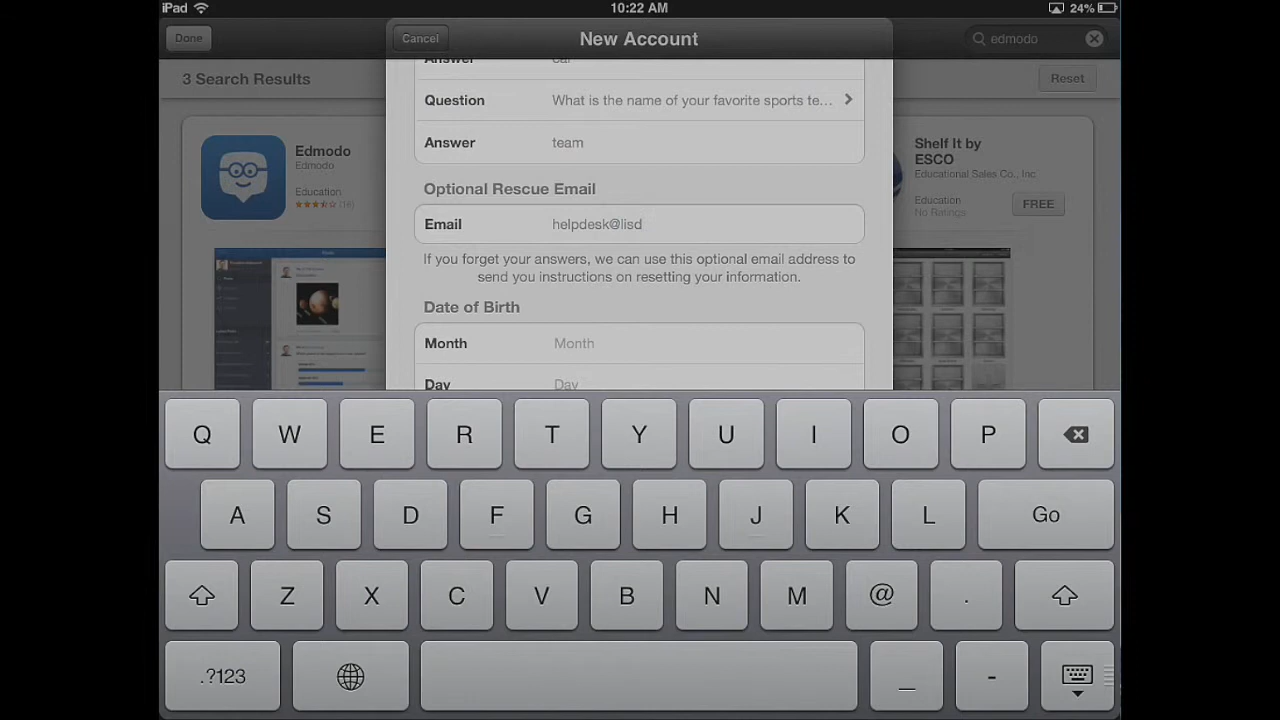 iPad 10:22 AM 24%
Done Cancel New Account edmodo
3 Search Results Reset
Answer car
Question What is the name of your favorite sports te... >
Answer team
Edmodo
Edmodo
Education
(16)
Shelf It by
ESCO
Educational Sales Co., Inc
Education
No Ratings
FREE
Optional Rescue Email
Email helpdesk@lisd
If you forget your answers, we can use this optional email address to
send you instructions on resetting your information.
Date of Birth
Month Month
Day Day
Q W E R T Y U I O P
A S D F G H J K L Go
Z X C V B N M @ .
.?123 _ -